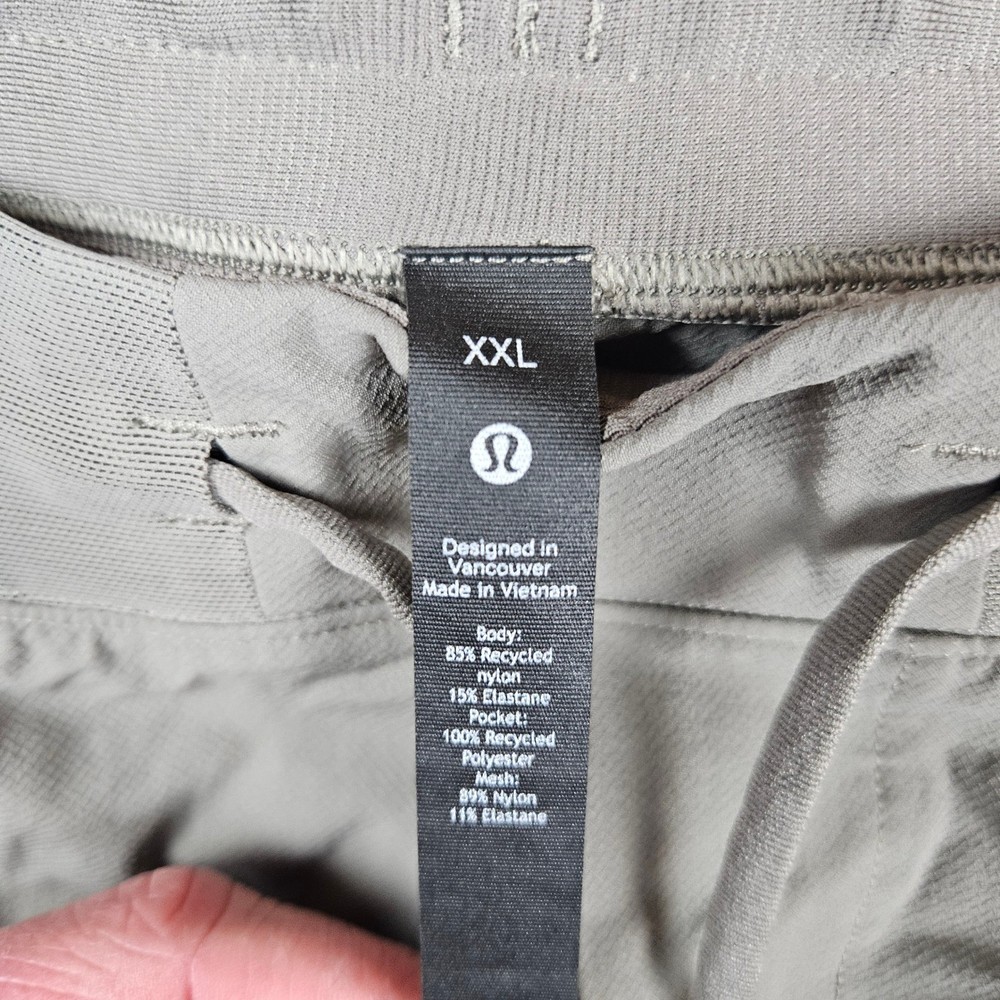 XXL
Designed in
Vancouver
Made in Vietnam
Body:
85% Recycled
nylon
15% Elastane
Pocket:
100% Recycled
Polyester
Mesh:
89% Nylon
11% Elastane